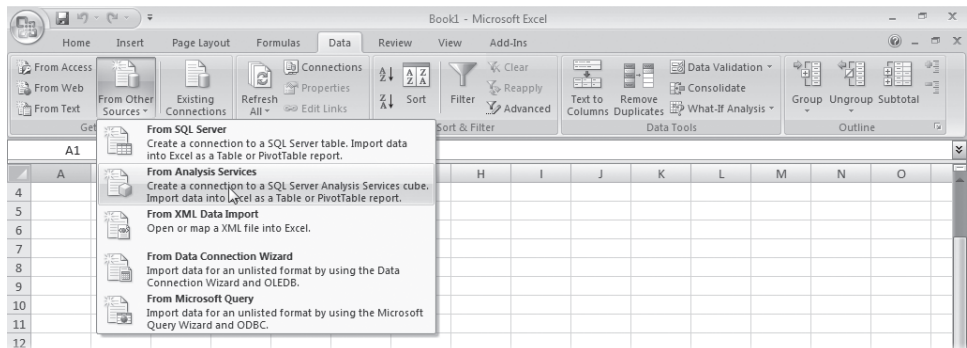 Book1 - Microsoft Excel
Home Insert Page Layout Formulas Data Review View Add-Ins
From Access
From Web
From Text
From Other Sources
Existing Connections
Refresh All
Connections
Properties
Edit Links
Sort
Filter
Clear
Reapply
Advanced
Text to Columns
Remove Duplicates
Data Validation
Consolidate
What-If Analysis
Group Ungroup Subtotal
Get
Sort & Filter
Data Tools
Outline
A1
From SQL Server
Create a connection to a SQL Server table. Import data
into Excel as a Table or PivotTable report.
From Analysis Services
Create a connection to a SQL Server Analysis Services cube.
Import data into Excel as a Table or PivotTable report.
From XML Data Import
Open or map a XML file into Excel.
From Data Connection Wizard
Import data for an unlisted format by using the Data
Connection Wizard and OLEDB.
From Microsoft Query
Import data for an unlisted format by using the Microsoft
Query Wizard and ODBC.
A H I J K L M N O
4
5
6
7
8
9
10
11
12